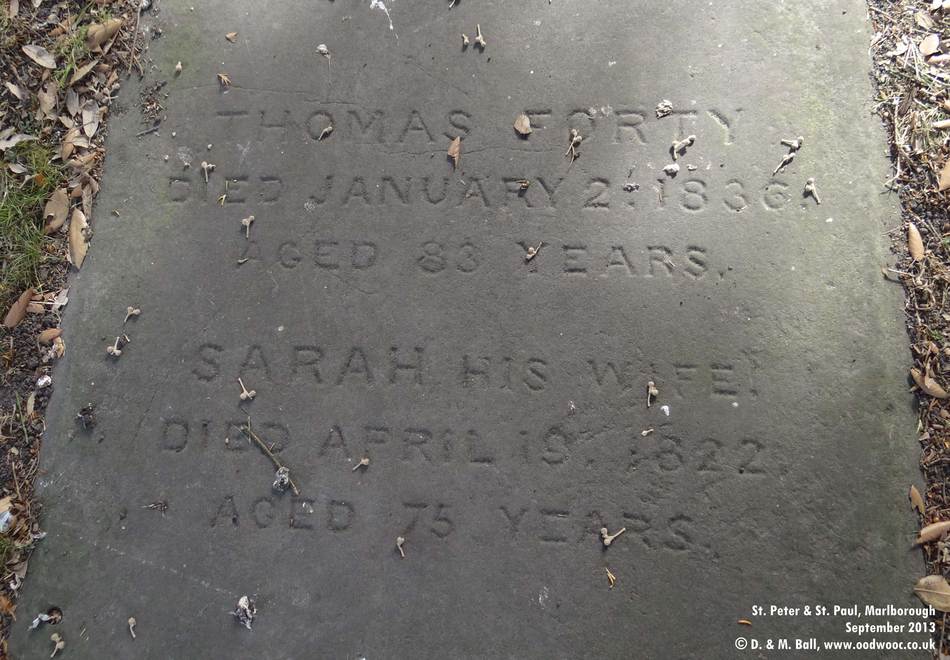 THOMAS FORTY
DIED JANUARY 2. 1836.
AGED 83 YEARS.
SARAH HIS WIFE.
DIED APRIL 19. 1822.
AGED 75 YEARS.
St. Peter & St. Paul, Marlborough
September 2013
© D. & M. Ball, www.oodwooc.co.uk